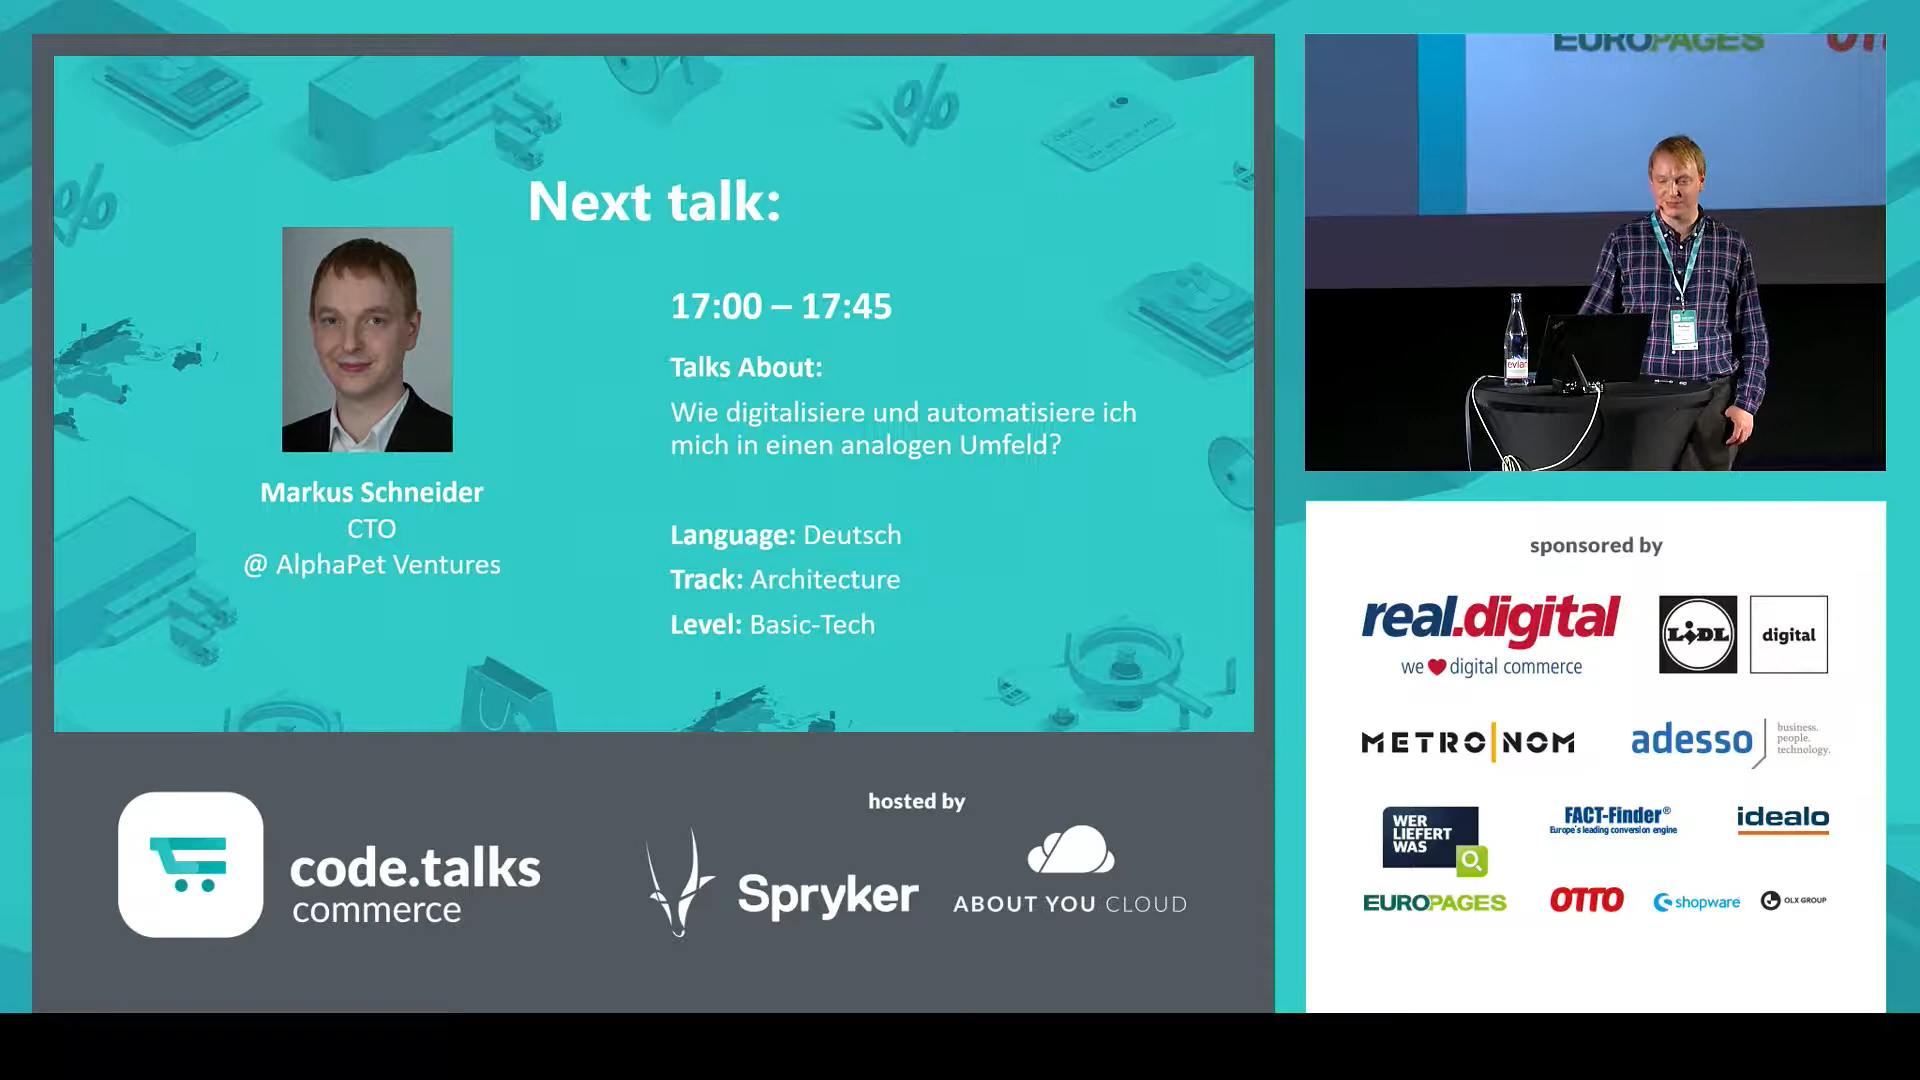 Next talk:
17:00 – 17:45
Talks About:
Wie digitalisiere und automatisiere ich
mich in einen analogen Umfeld?
Markus Schneider
CTO
@ AlphaPet Ventures
Language: Deutsch
Track: Architecture
Level: Basic-Tech
code.talks
commerce
hosted by
Spryker
ABOUT YOU CLOUD
EUROPAGES
evian
sponsored by
real.digital
we digital commerce
LIDL
digital
METRO NOM
adesso
business.
people.
technology.
WER
LIEFERT
WAS
FACT-Finder®
Europe's leading conversion engine
idealo
EUROPAGES
OTTO
shopware
OLX GROUP